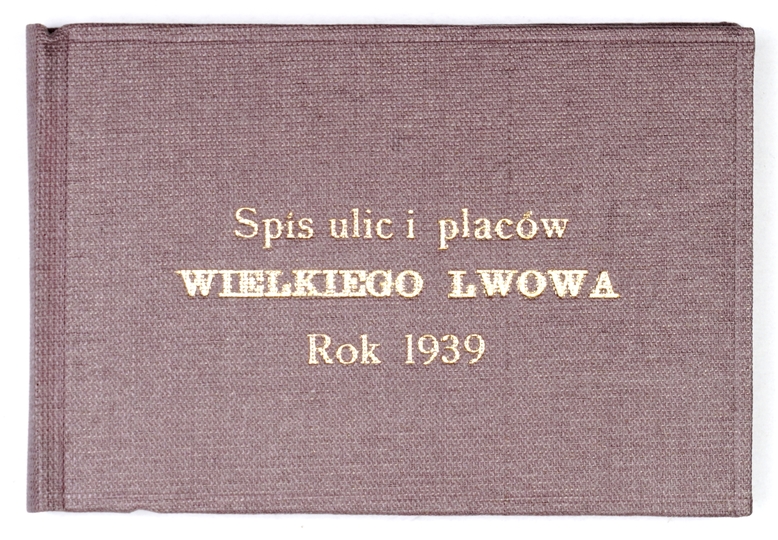 Spis ulic i placów
WIELKIEGO LWOWA
Rok 1939